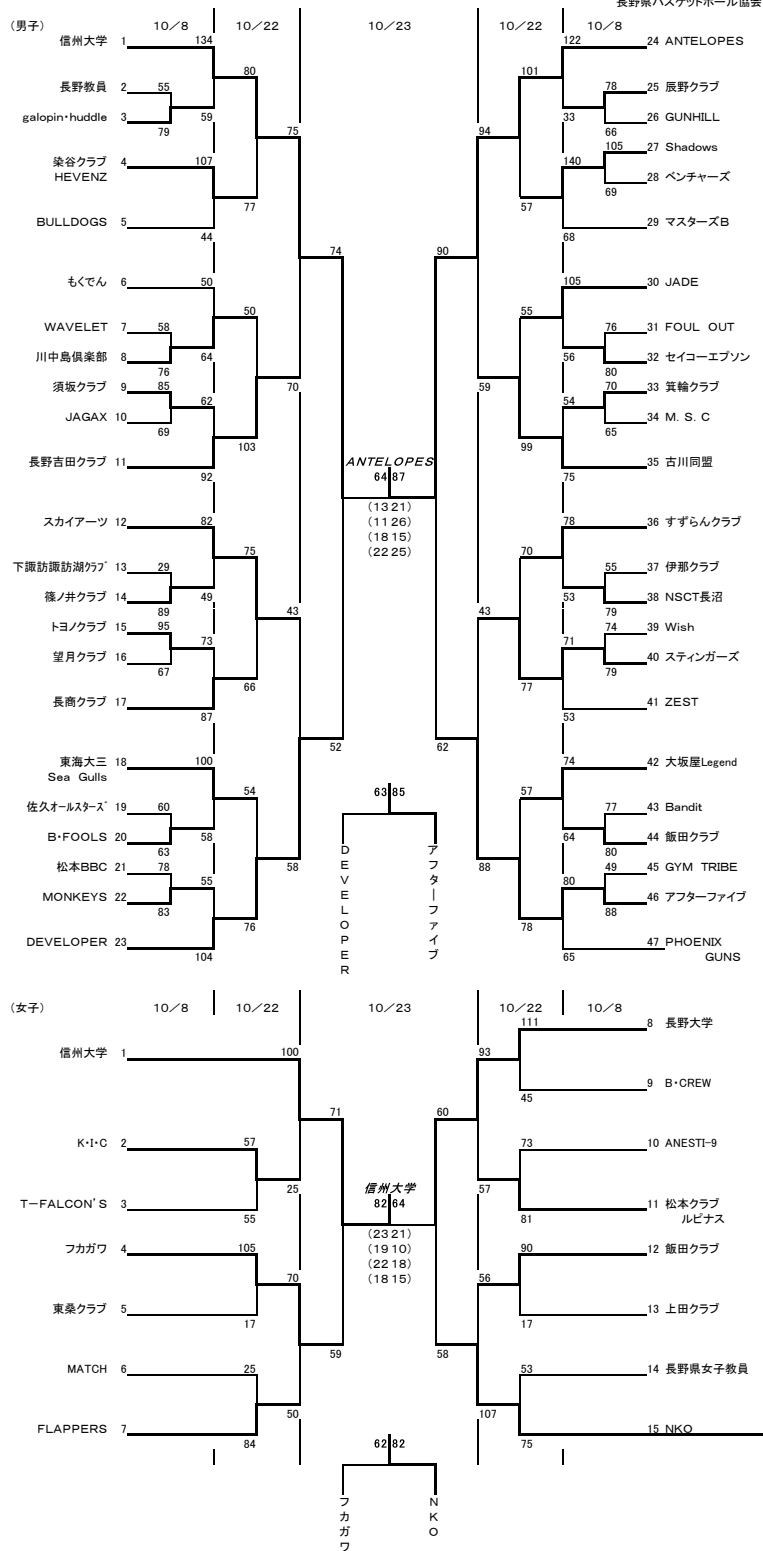 長野県バスケットボール協会
(男子) 10/8 10/22 10/23 10/22 10/8
信州大学 1 134 122 24 ANTELOPES
80 101
長野教員 2 55 78 25 辰野クラブ
galopin・huddle 3 59 33 26 GUNHILL
79 66
75 94
105 27 Shadows
染谷クラブ 4 107 140
HEVENZ 28 ベンチャーズ
69
77 57
BULLDOGS 5 29 マスターズB
44 68
74 90
もくでん 6 50 105 30 JADE
50 55
WAVELET 7 58 76 31 FOUL OUT
川中島倶楽部 8 64 56 32 セイコーエプソン
76 80
須坂クラブ 9 85 70 70 33 箕輪クラブ
59
62 54
JAGAX 10 34 M.S.C
69 65
103 99
長野吉田クラブ 11 35 古川同盟
92 75
ANTELOPES
64 87
(13 21)
(11 26)
(18 15)
(22 25)
スカイアーツ 12 82 78 36 すずらんクラブ
75 70
下諏訪諏訪湖クラブ 13 29 55 37 伊那クラブ
篠ノ井クラブ 14 49 53 38 NSCT長沼
89 79
43 43
トヨノクラブ 15 95 74 39 Wish
73 71
望月クラブ 16 40 スティンガーズ
67 79
66 77
長商クラブ 17 41 ZEST
87 53
52 62
東海大三 18 100 74 42 大坂屋Legend
Sea Gulls
54 57
63 85
佐久オールスターズ 19 60 77 43 Bandit
B・FOOLS 20 58 64 44 飯田クラブ
63 80
松本BBC 21 78 58 88 49 45 GYM TRIBE
55 80
MONKEYS 22 46 アフターファイブ
83 88
76 78
DEVELOPER 23 47 PHOENIX
104 65 GUNS
DEVELOPER
アフターファイブ
(女子) 10/8 10/22 10/23 10/22 10/8
111 8 長野大学
信州大学 1 100 93
9 B・CREW
45
71 60
K・I・C 2 57 73 10 ANESTI-9
25 57
信州大学
82 64
T-FALCON'S 3 11 松本クラブ
55 81 ルピナス
(23 21)
(19 10)
(22 18)
(18 15)
フカガワ 4 105 90 12 飯田クラブ
70 56
東桑クラブ 5 13 上田クラブ
17 17
59 58
MATCH 6 25 53 14 長野県女子教員
50 107
FLAPPERS 7 15 NKO
84 75
62 82
フカガワ
NKO